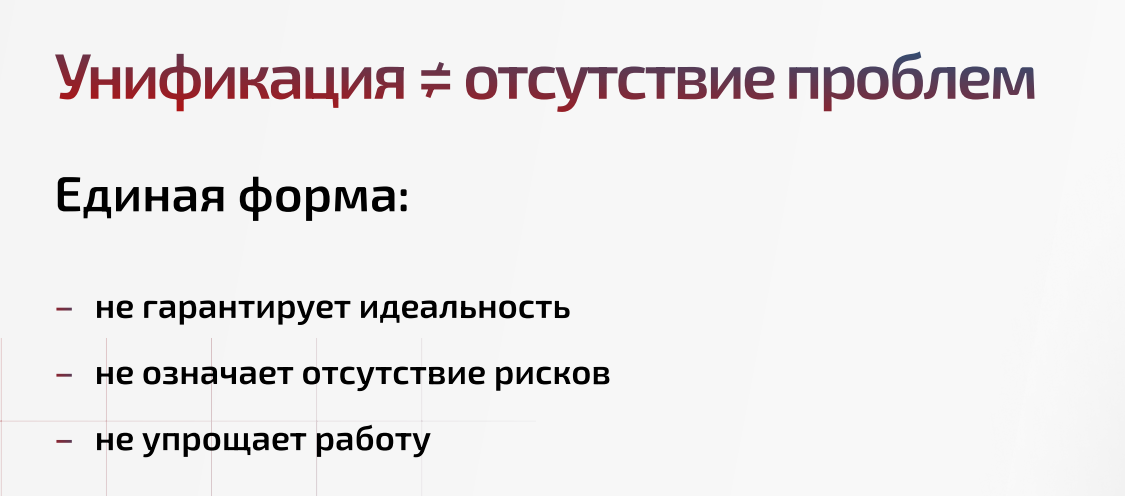 Унификация ≠ отсутствие проблем
Единая форма:
– не гарантирует идеальность
– не означает отсутствие рисков
– не упрощает работу